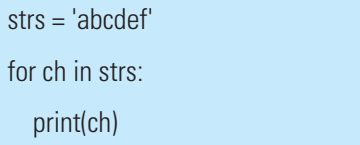 strs = 'abcdef'
for ch in strs:
    print(ch)